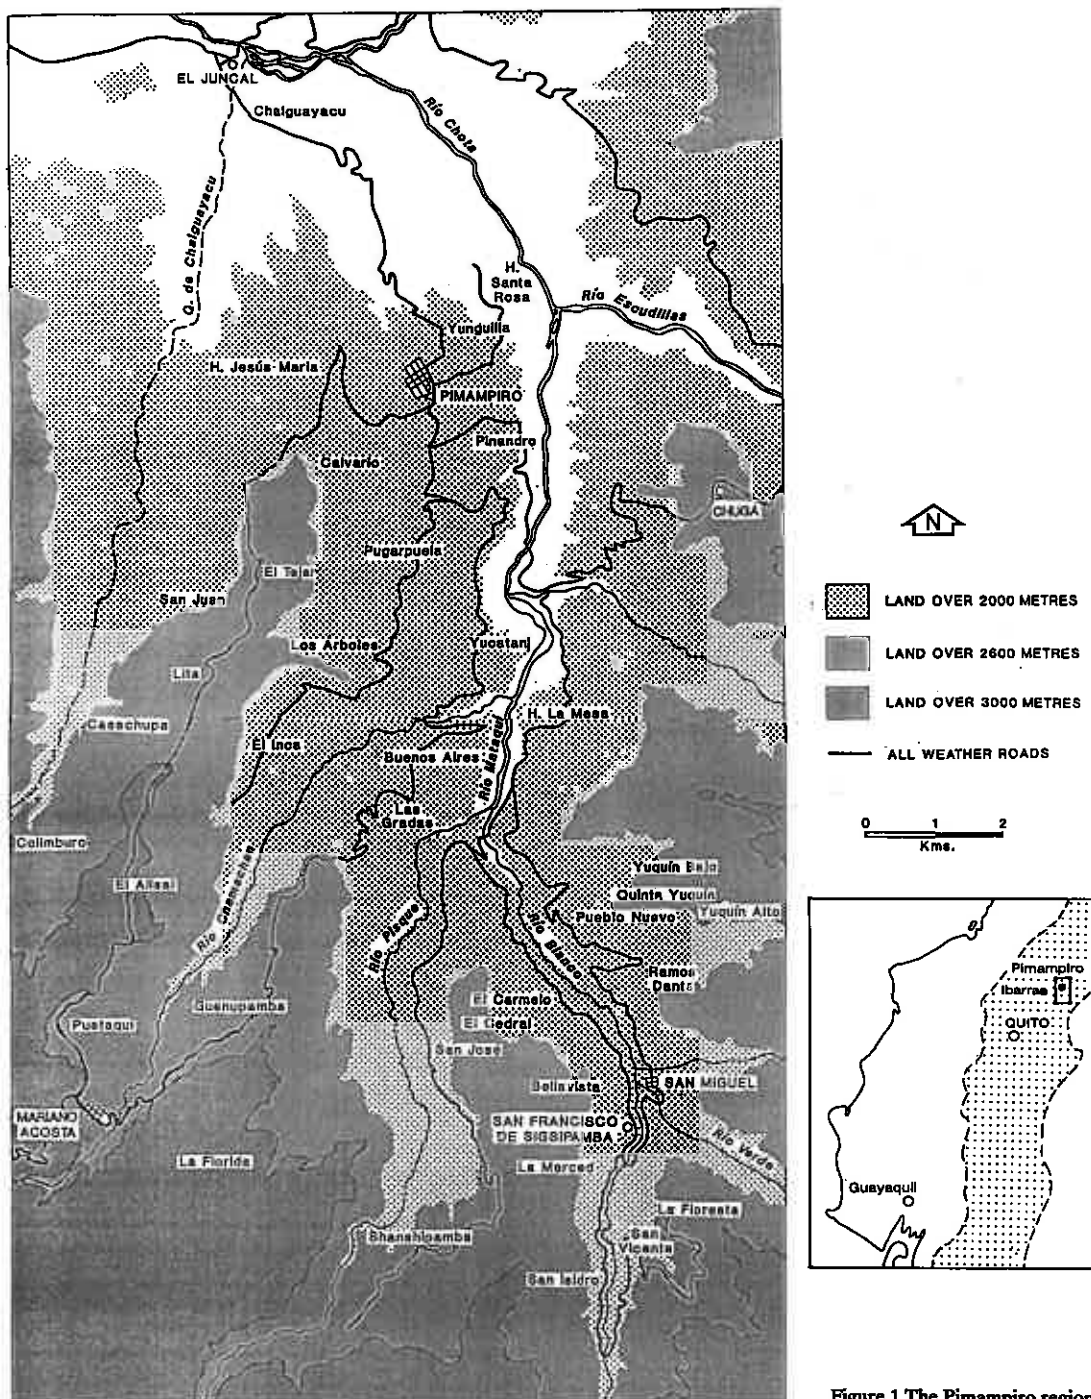 EL JUNCAL
Chalguayacu
Río Chota
Q. de Chalguayacu
H.
Santa
Rosa
Río Escudillas
Yunguilla
H. Jesús-María
PIMAMPIRO
Pinandro
Calvario
CHUGA
Pugarpuela
El Tejar
San Juan
Los Arboles
Yucatan
Lita
H. La Mesa
Casachupa
El Inca
Buenos Aires
Río Mataqui
Las
Gradas
Colimburo
El Alisal
Río Chamachan
Yuquín Bajo
Quinta Yuquín
Yuquín Alto
Pueblo Nuevo
Río Pisque
Río Blanco
Ramos
Danta
El Carmelo
El Cedral
Guanupamba
Puetaqui
San José
Bellavista
SAN MIGUEL
MARIANO
ACOSTA
SAN FRANCISCO
DE SIGSIPAMBA
Río Verde
La Florida
La Merced
La Floresta
Shanshipamba
San
Vicente
San Isidro
N
LAND OVER 2000 METRES
LAND OVER 2600 METRES
LAND OVER 3000 METRES
ALL WEATHER ROADS
0 1 2
Kms.
Pimampiro
Ibarra
QUITO
Guayaquil
Figure 1 The Pimampiro region